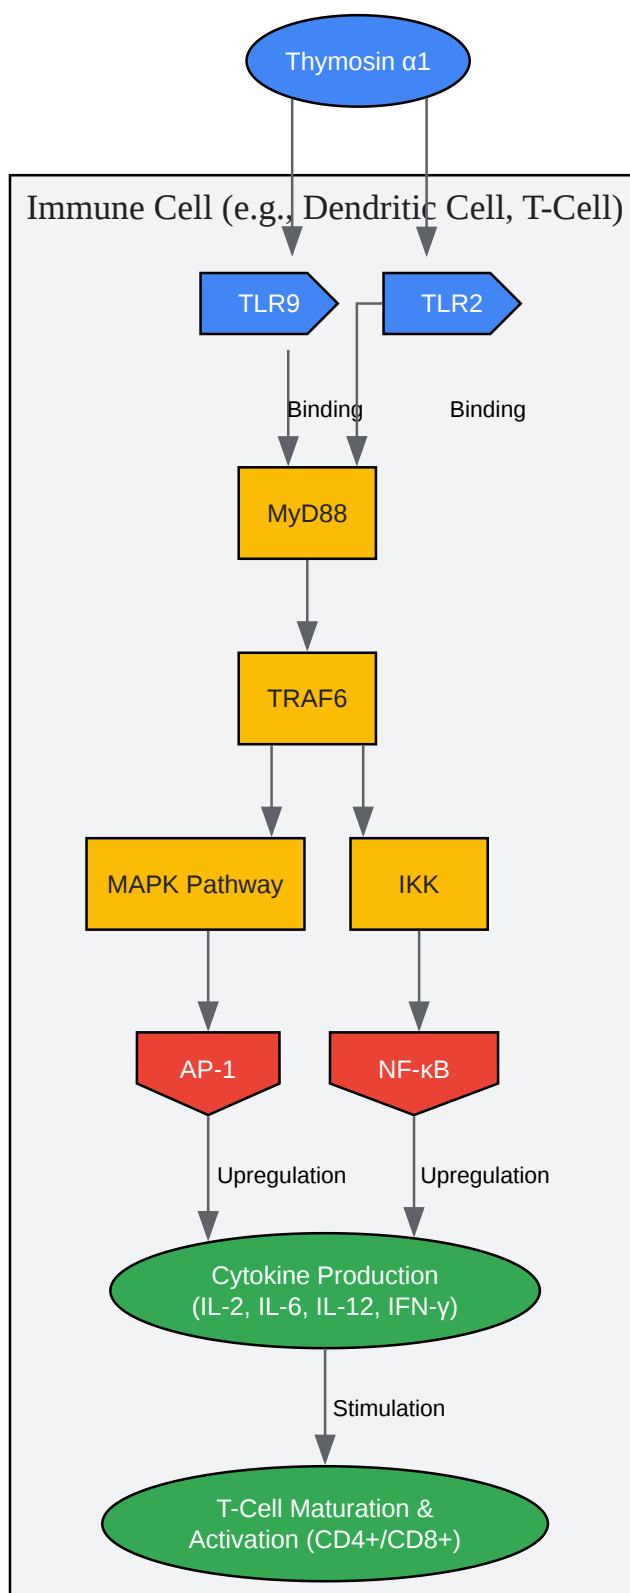 Thymosin α1
Immune Cell (e.g., Dendritic Cell, T-Cell)
TLR9
TLR2
Binding
Binding
MyD88
TRAF6
MAPK Pathway
IKK
AP-1
NF-κB
Upregulation
Upregulation
Cytokine Production
(IL-2, IL-6, IL-12, IFN-γ)
Stimulation
T-Cell Maturation &
Activation (CD4+/CD8+)